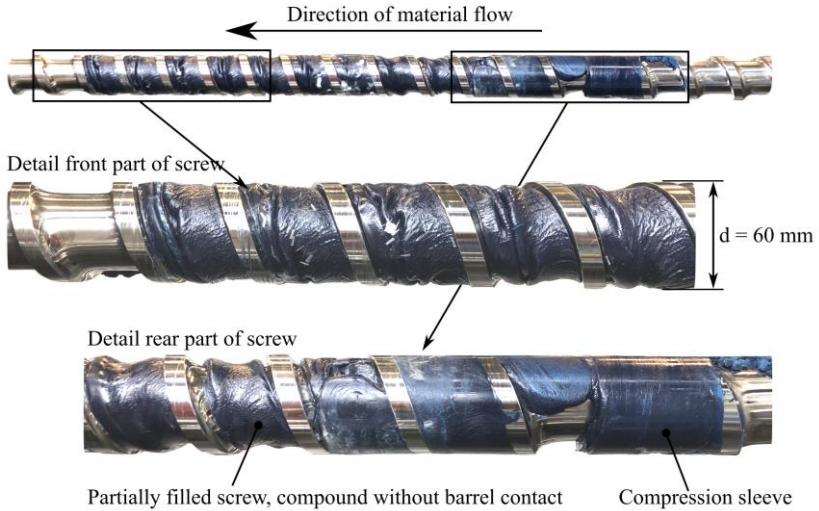 Direction of material flow
Detail front part of screw
d = 60 mm
Detail rear part of screw
Partially filled screw, compound without barrel contact
Compression sleeve